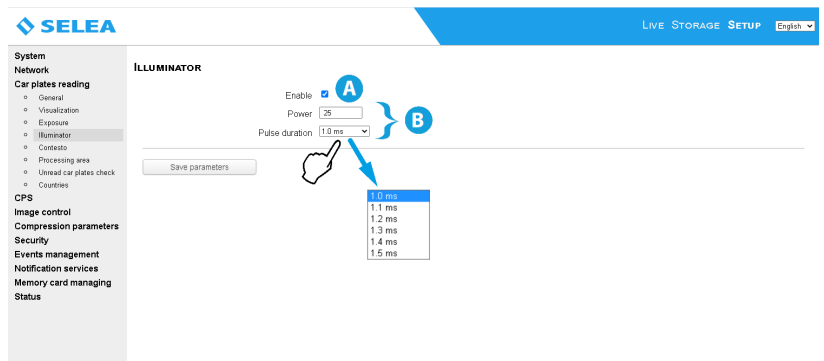 SELEA
LIVE STORAGE SETUP English
System
Network
Car plates reading
General
Visualization
Exposure
Illuminator
Contesto
Processing area
Unread car plates check
Countries
CPS
Image control
Compression parameters
Security
Events management
Notification services
Memory card managing
Status
ILLUMINATOR
Enable A
Power 25
B
Pulse duration 1.0 ms
Save parameters
1.0 ms
1.1 ms
1.2 ms
1.3 ms
1.4 ms
1.5 ms